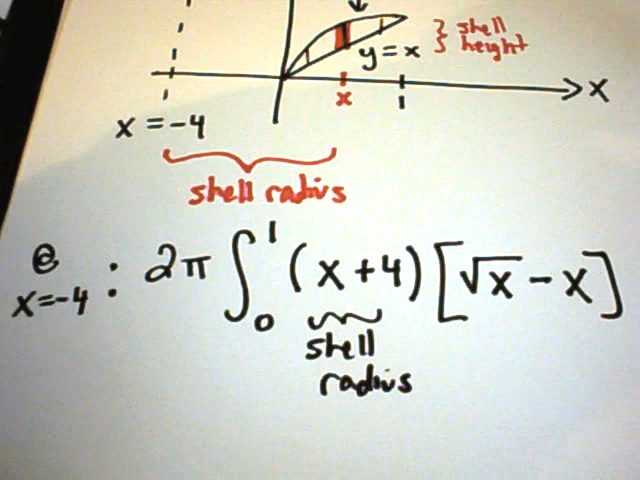 } shell
height
y = x
x
x
1
x = -4
shell radius
@
x=-4 : 2π ∫₀¹ (x + 4) [√x - x]
shell
radius